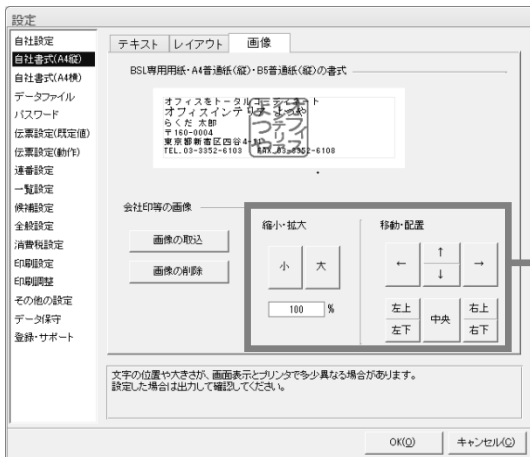 設定
自社設定
自社書式(A4縦)
自社書式(A4横)
データファイル
パスワード
伝票設定(既定値)
伝票設定(動作)
連番設定
一覧設定
候補設定
全般設定
消費税設定
印刷設定
印刷調整
その他の設定
データ保守
登録・サポート
テキスト レイアウト 画像
BSL専用用紙・A4普通紙(縦)・B5普通紙(縦)の書式
オフィスをトータルコーディネート
オフィスインテリア
らくだ 太郎
〒160-0004
東京都新宿区四谷4-
TEL.03-3352-6103 FAX.03-3352-6108
会社印等の画像
画像の取込
画像の削除
縮小・拡大
小 大
100 %
移動・配置
← ↑ ↓ →
左上 中央 右上
左下 右下
文字の位置や大きさが、画面表示とプリンタで多少異なる場合があります。
設定した場合は出力して確認してください。
OK(O) キャンセル(C)